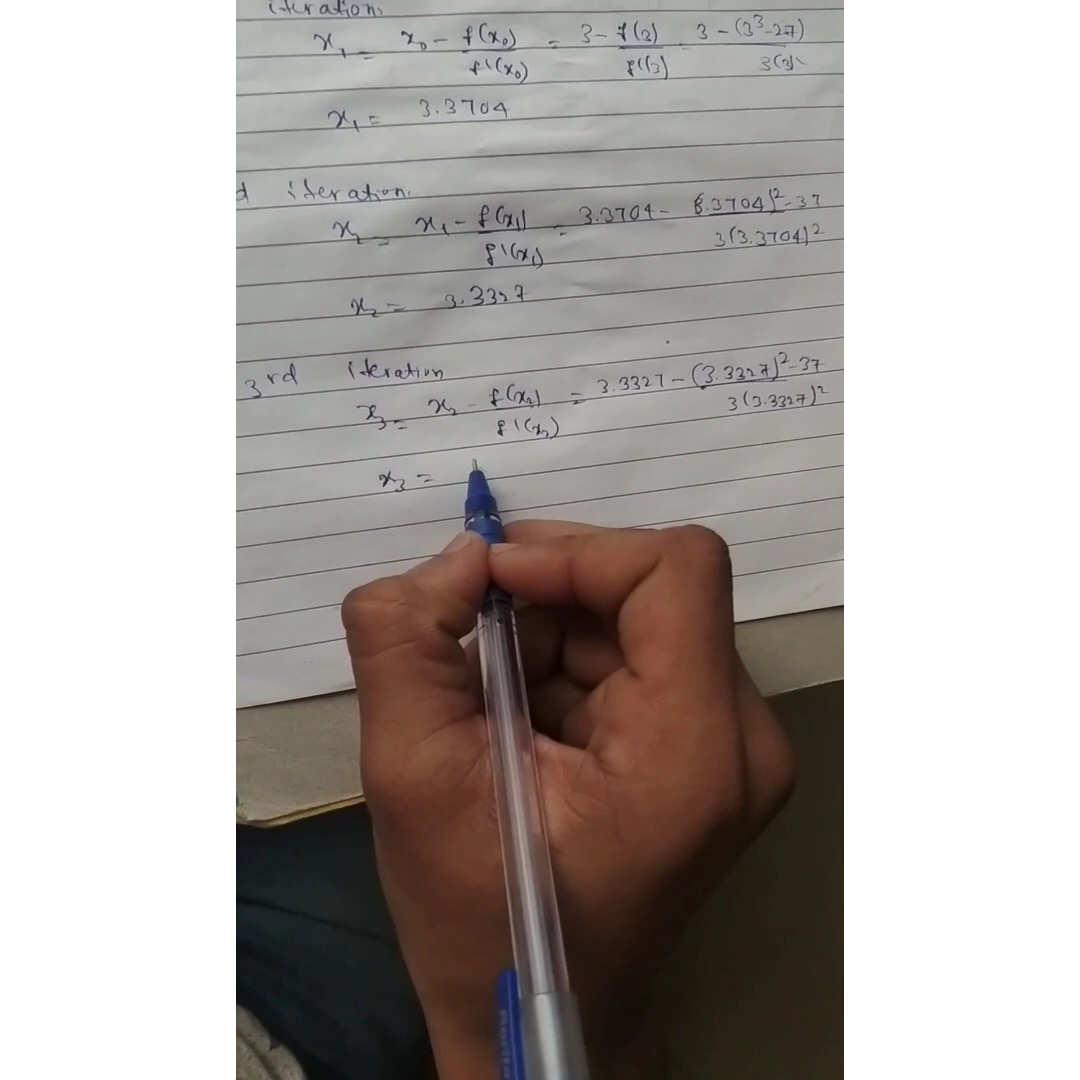 iteration.
x₁ = x₀ - f(x₀)/f'(x₀) = 3 - f(3)/f'(3) 3 - (3³-27)/3(3)
x₁ = 3.3704
d iteration.
x₂ = x₁ - f(x₁)/f'(x₁) = 3.3704 - (3.3704)²-37/3(3.3704)²
x₂ = 3.3327
3rd iteration
x₃ = x₂ - f(x₂)/f'(x₂) = 3.3327 - (3.3327)²-37/3(3.3327)²
x₃ =